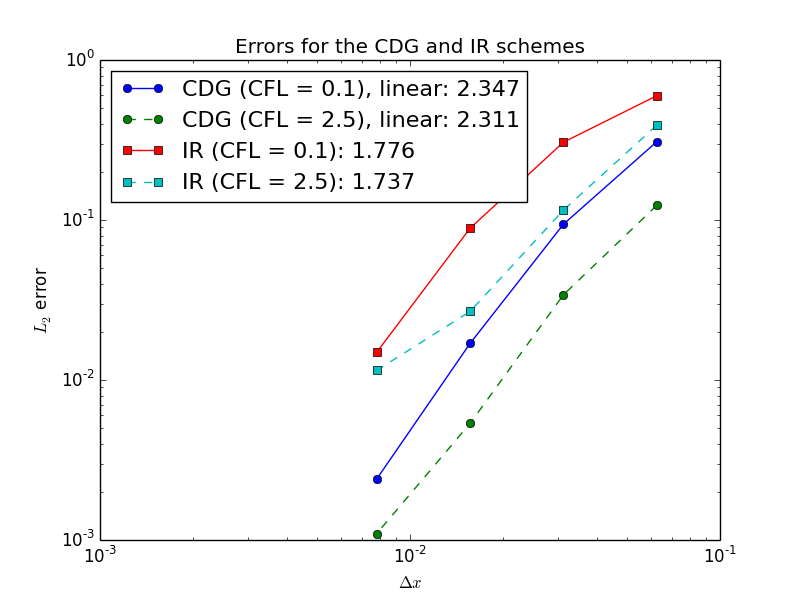 Errors for the CDG and IR schemes
10^0
CDG (CFL = 0.1), linear: 2.347
CDG (CFL = 2.5), linear: 2.311
IR (CFL = 0.1): 1.776
IR (CFL = 2.5): 1.737
10^-1
L_2 error
10^-2
10^-3
10^-3 10^-2 10^-1
Δx